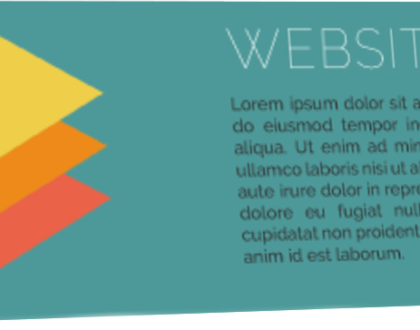 WEBSIT
Lorem ipsum dolor sit a
do eiusmod tempor in
aliqua. Ut enim ad min
ullamco laboris nisi ut al
aute irure dolor in repre
dolore eu fugiat null
cupidatat non proident
anim id est laborum.